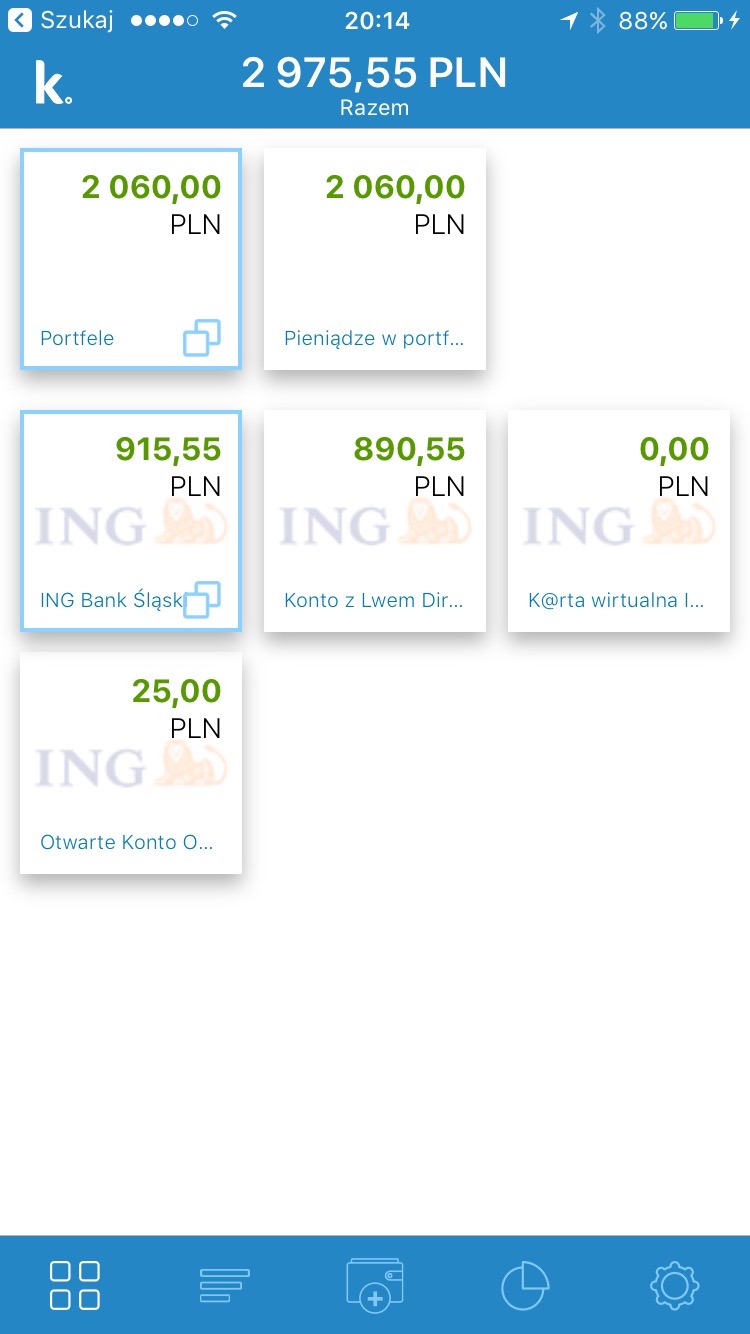 Szukaj 20:14 88%
k.
2 975,55 PLN
Razem
2 060,00
PLN
Portfele
2 060,00
PLN
Pieniądze w portf...
915,55
PLN
ING
ING Bank Śląski
890,55
PLN
ING
Konto z Lwem Dir...
0,00
PLN
ING
K@rta wirtualna I...
25,00
PLN
ING
Otwarte Konto O...